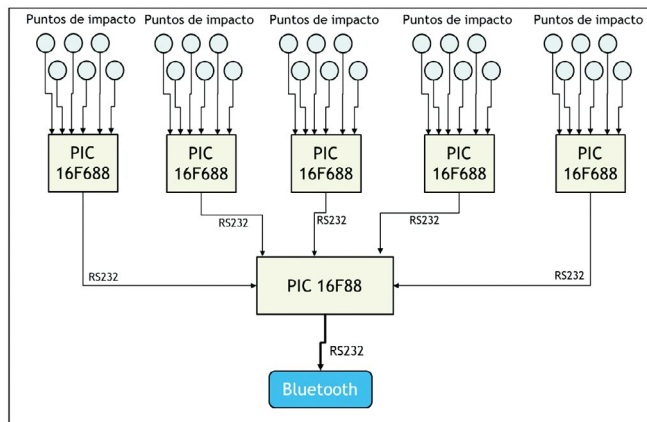 Puntos de impacto
Puntos de impacto
Puntos de impacto
Puntos de impacto
Puntos de impacto
PIC
16F688
PIC
16F688
PIC
16F688
PIC
16F688
PIC
16F688
RS232
RS232
RS232
RS232
RS232
PIC 16F88
RS232
Bluetooth